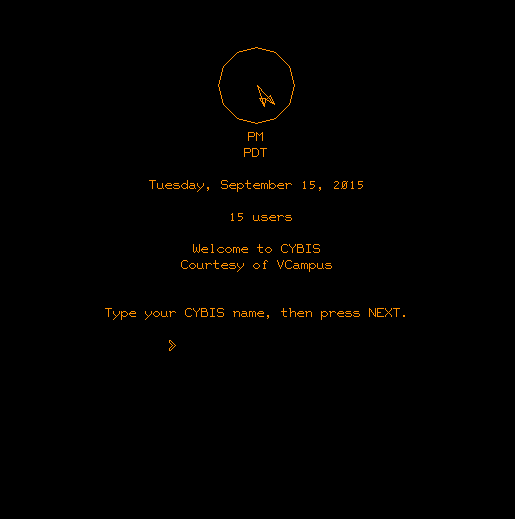 PM
PDT
Tuesday, September 15, 2015
15 users
Welcome to CYBIS
Courtesy of VCampus
Type your CYBIS name, then press NEXT.
>